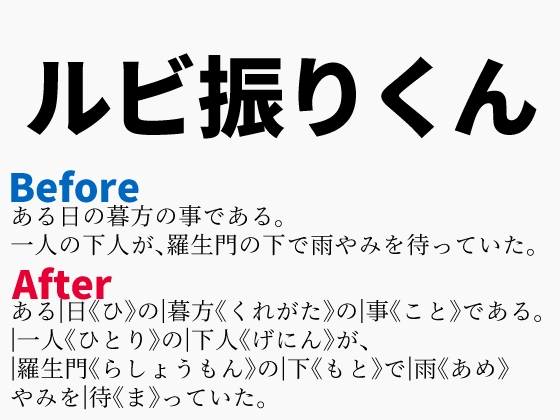 ルビ振りくん
Before
ある日の暮方の事である。
一人の下人が、羅生門の下で雨やみを待っていた。
After
ある|日《ひ》の|暮方《くれがた》の|事《こと》である。
|一人《ひとり》の|下人《げにん》が、
|羅生門《らしょうもん》の|下《もと》で|雨《あめ》
やみを|待《ま》っていた。